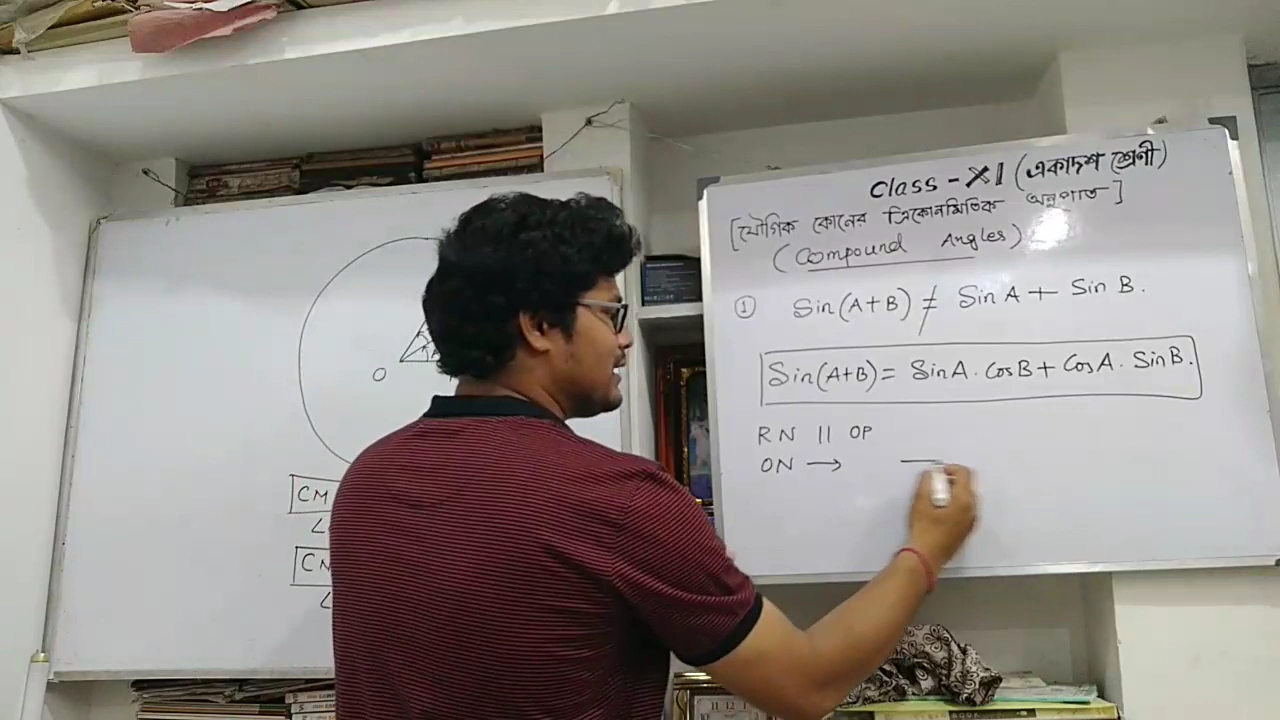 Class - XI (একাদশ শ্রেণী)
[যৌগিক কোনের ত্রিকোনমিতিক অনুপাত]
(Compound Angles)
① Sin(A+B) ≠ Sin A + Sin B.
Sin(A+B) = Sin A . Cos B + Cos A . Sin B.
RN || OP
ON →
O
CM
CN